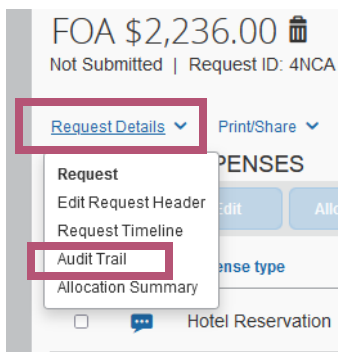 FOA $2,236.00
Not Submitted | Request ID: 4NCA
Request Details Print/Share
Request
Edit Request Header
Request Timeline
Audit Trail
Allocation Summary
PENSES
Edit All
ense type
Hotel Reservation